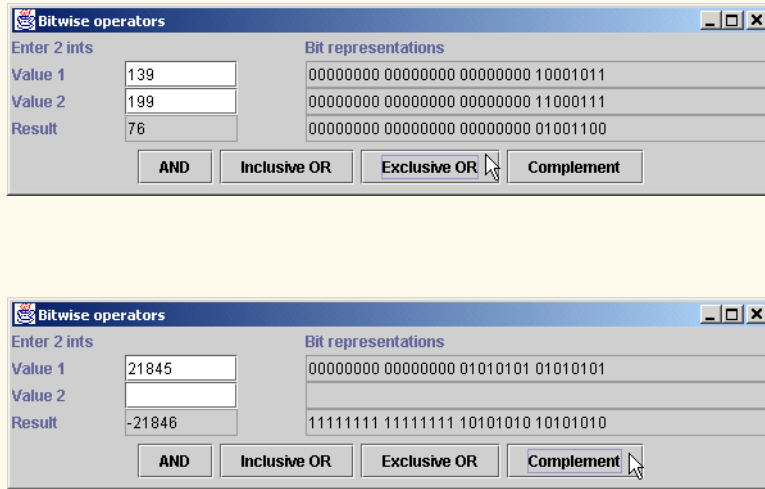 Bitwise operators
Enter 2 ints Bit representations
Value 1 139 00000000 00000000 00000000 10001011
Value 2 199 00000000 00000000 00000000 11000111
Result 76 00000000 00000000 00000000 01001100
AND Inclusive OR Exclusive OR Complement
Bitwise operators
Enter 2 ints Bit representations
Value 1 21845 00000000 00000000 01010101 01010101
Value 2
Result -21846 11111111 11111111 10101010 10101010
AND Inclusive OR Exclusive OR Complement